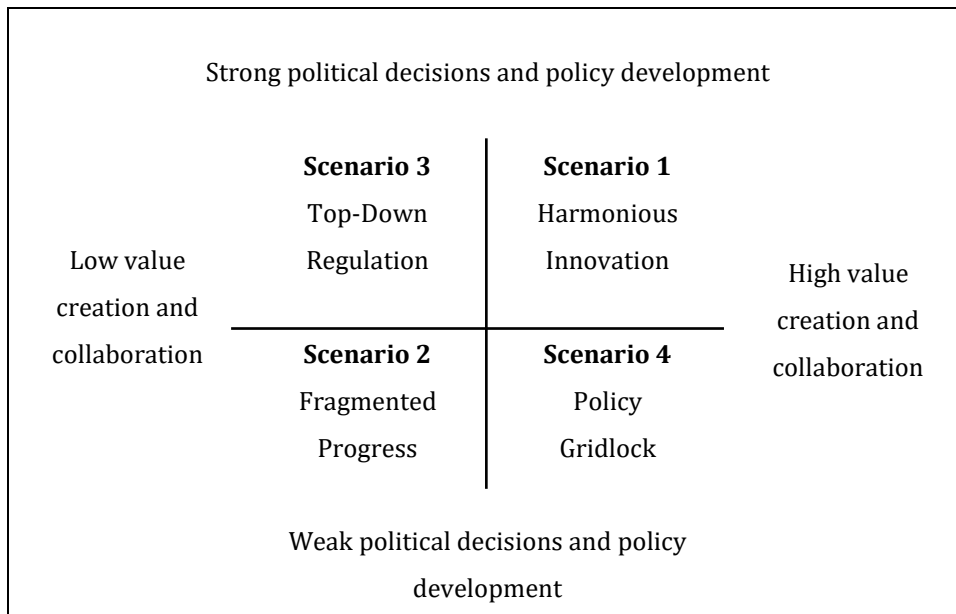 Strong political decisions and policy development
Scenario 3
Top-Down
Regulation
Scenario 1
Harmonious
Innovation
Low value
creation and
collaboration
High value
creation and
collaboration
Scenario 2
Fragmented
Progress
Scenario 4
Policy
Gridlock
Weak political decisions and policy
development